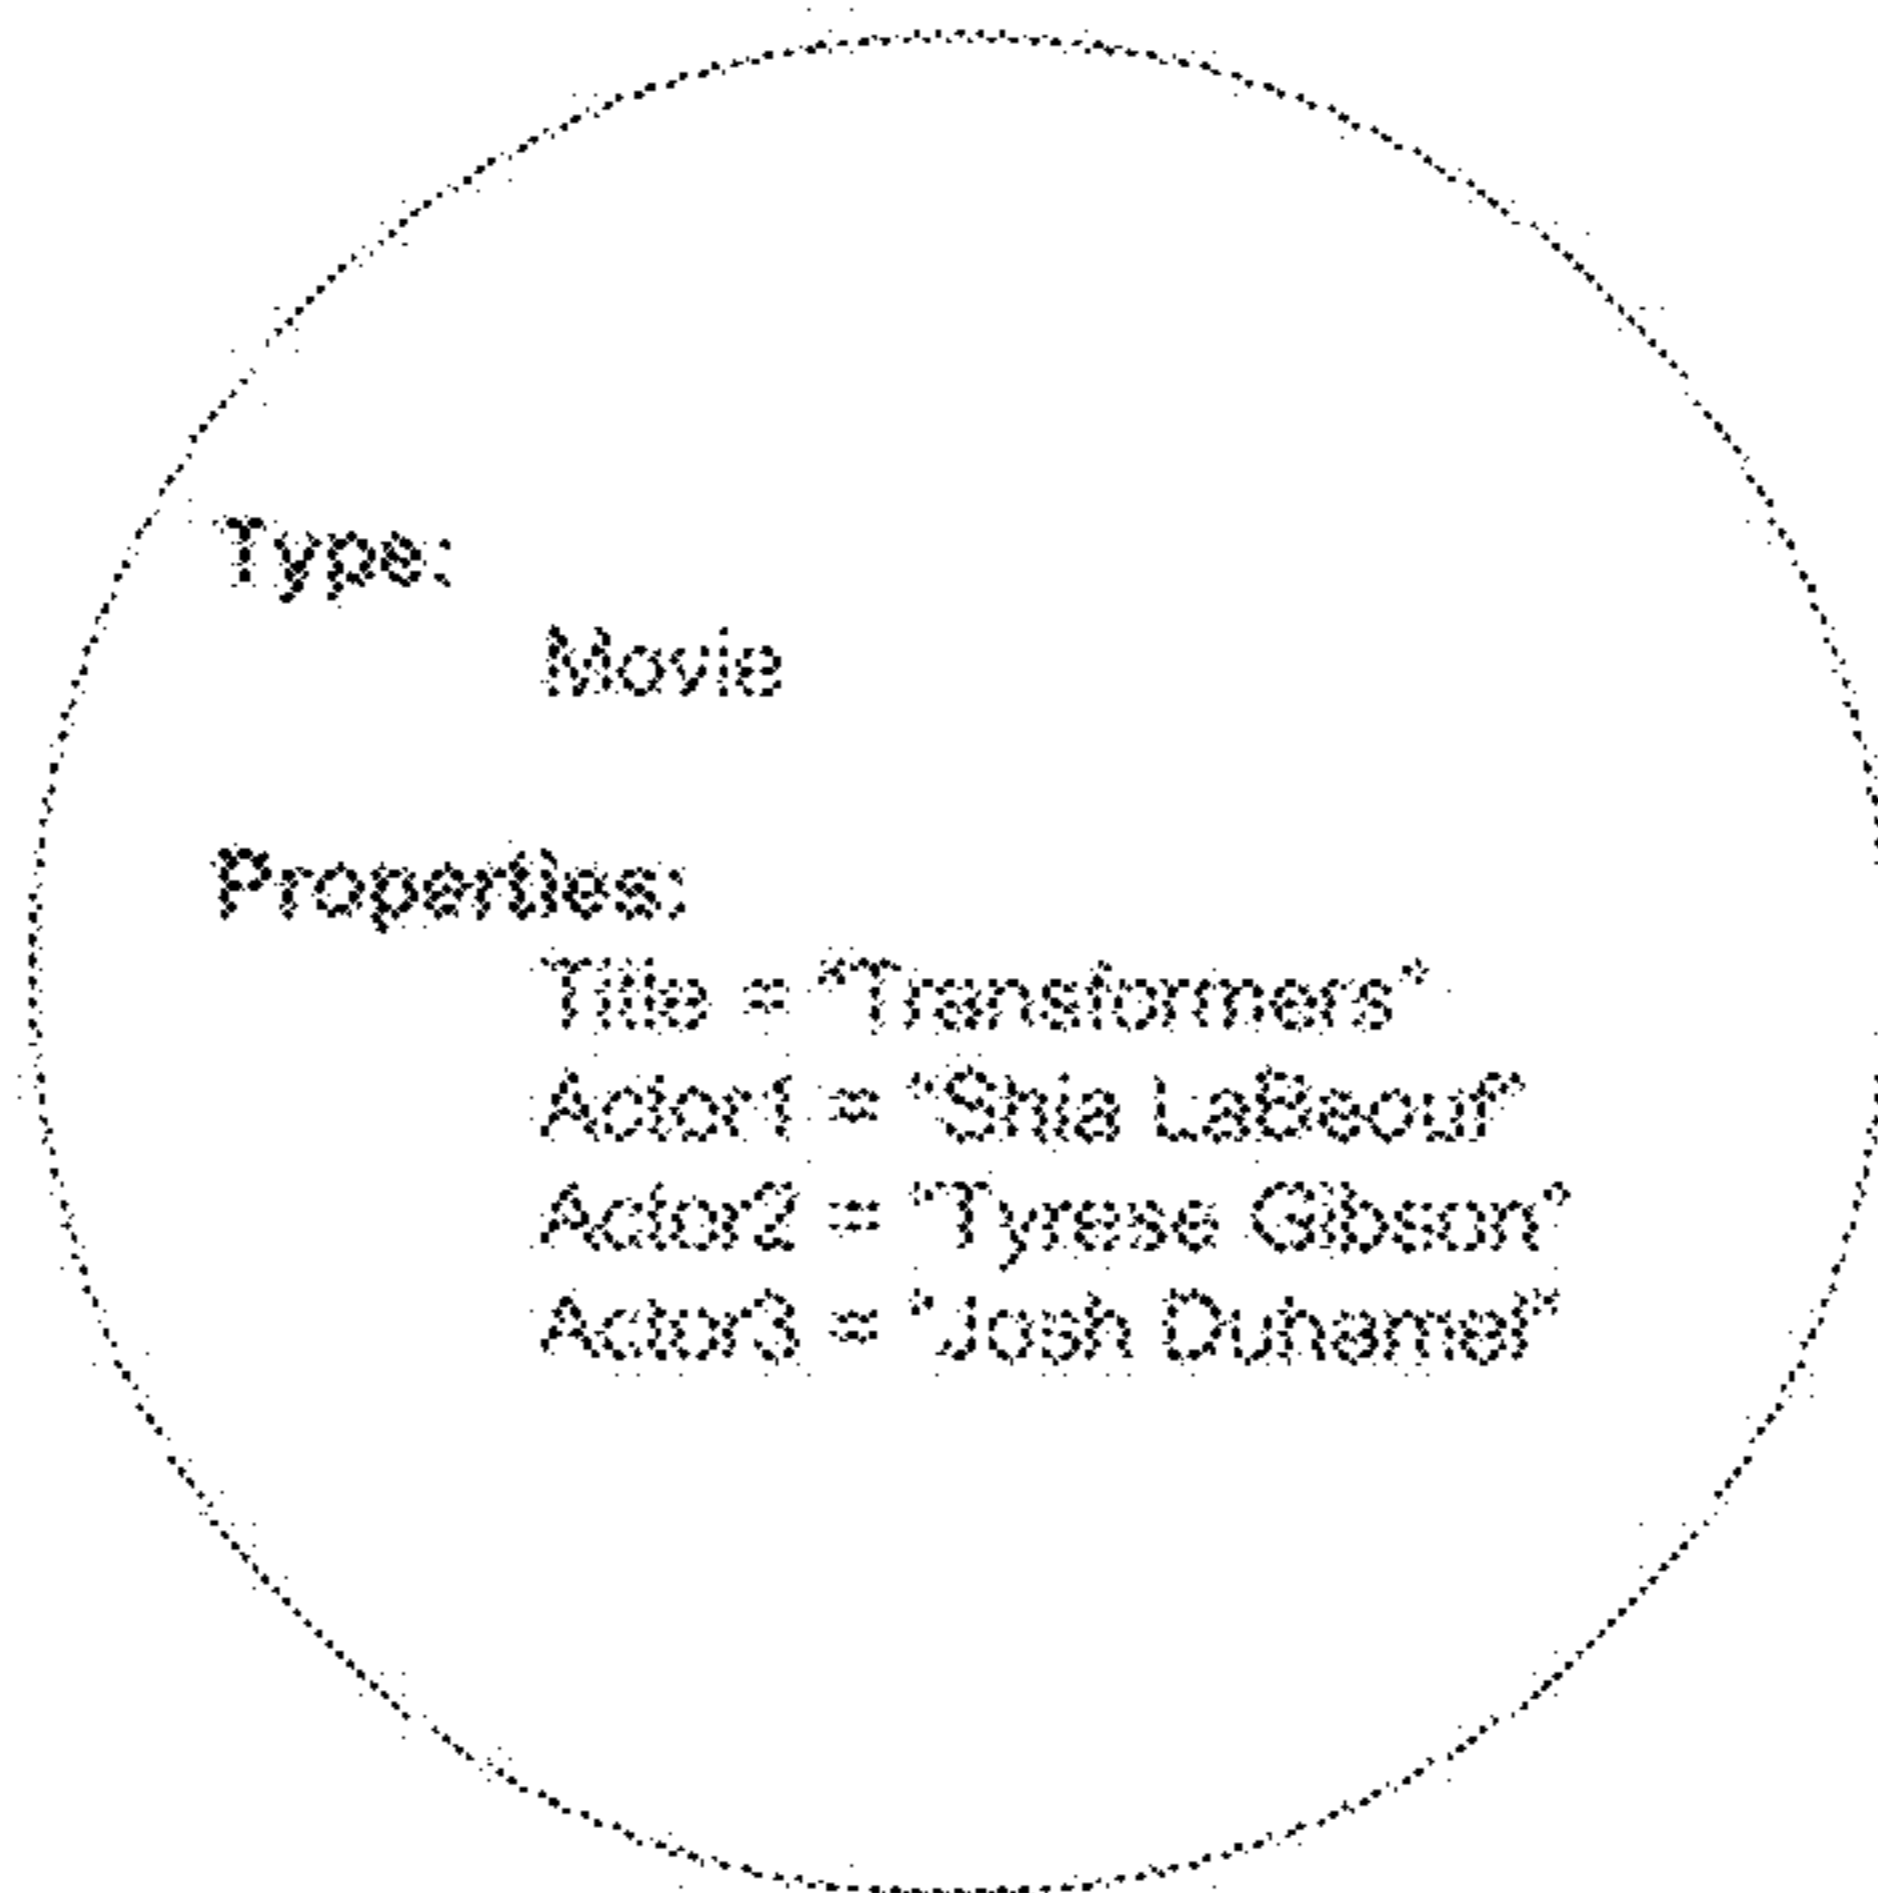 Type:
Movie
Properties:
Title = "Transformers"
Actor1 = "Shia LaBeouf"
Actor2 = "Tyrese Gibson"
Actor3 = "Josh Duhamel"